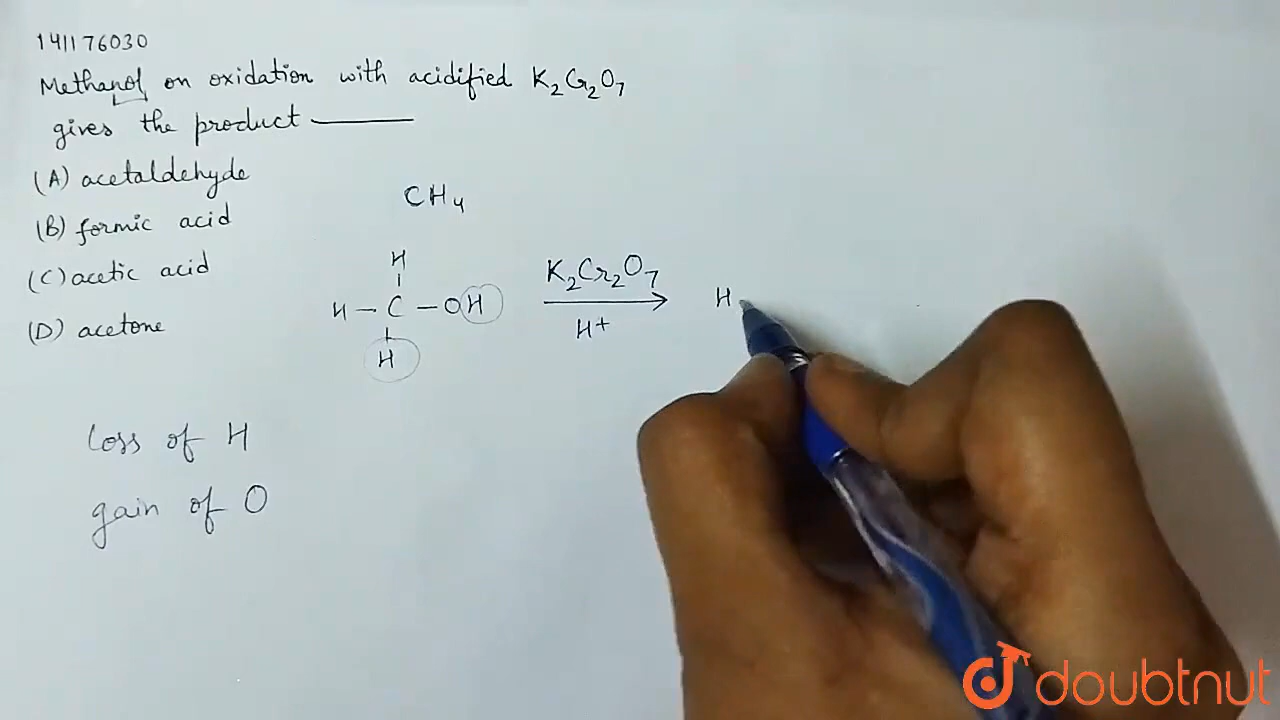 141176030
Methanol on oxidation with acidified K₂Cr₂O₇
gives the product ______
(A) acetaldehyde
(B) formic acid
(C) acetic acid
(D) acetone
CH₄
H
H – C – OH
H
K₂Cr₂O₇
H+
H
Loss of H
gain of O
doubtnut